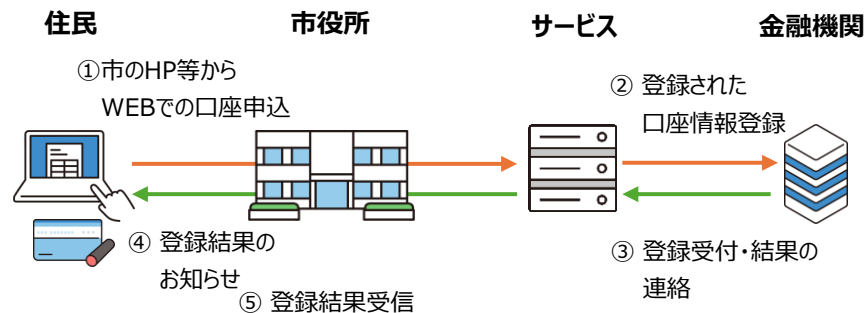 住民
市役所
サービス
金融機関
①市のHP等から
WEBでの口座申込
② 登録された
口座情報登録
③ 登録受付・結果の
連絡
④ 登録結果の
お知らせ
⑤ 登録結果受信